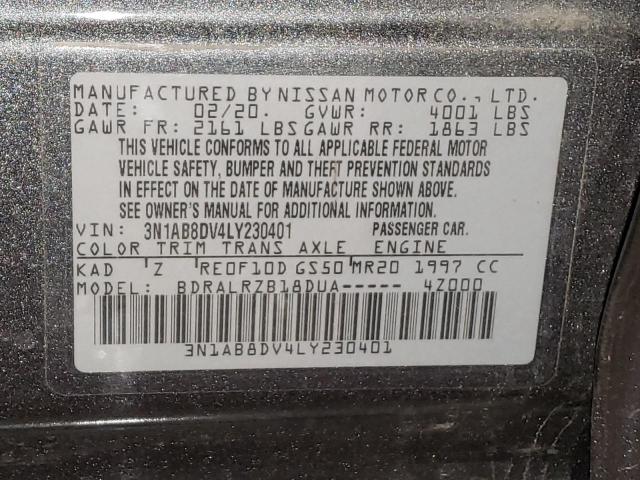 MANUFACTURED BY NISSAN MOTOR CO., LTD.
DATE: 02/20. GVWR: 4001 LBS
GAWR FR: 2161 LBS GAWR RR: 1863 LBS
THIS VEHICLE CONFORMS TO ALL APPLICABLE FEDERAL MOTOR
VEHICLE SAFETY, BUMPER AND THEFT PREVENTION STANDARDS
IN EFFECT ON THE DATE OF MANUFACTURE SHOWN ABOVE.
SEE OWNER'S MANUAL FOR ADDITIONAL INFORMATION.
VIN: 3N1AB8DV4LY230401 PASSENGER CAR.
COLOR TRIM TRANS AXLE ENGINE
KAD Z RE0F10D GS50 MR20 1997 CC
MODEL: BDRALRZB18DUA----- 4Z000
3N1AB8DV4LY230401